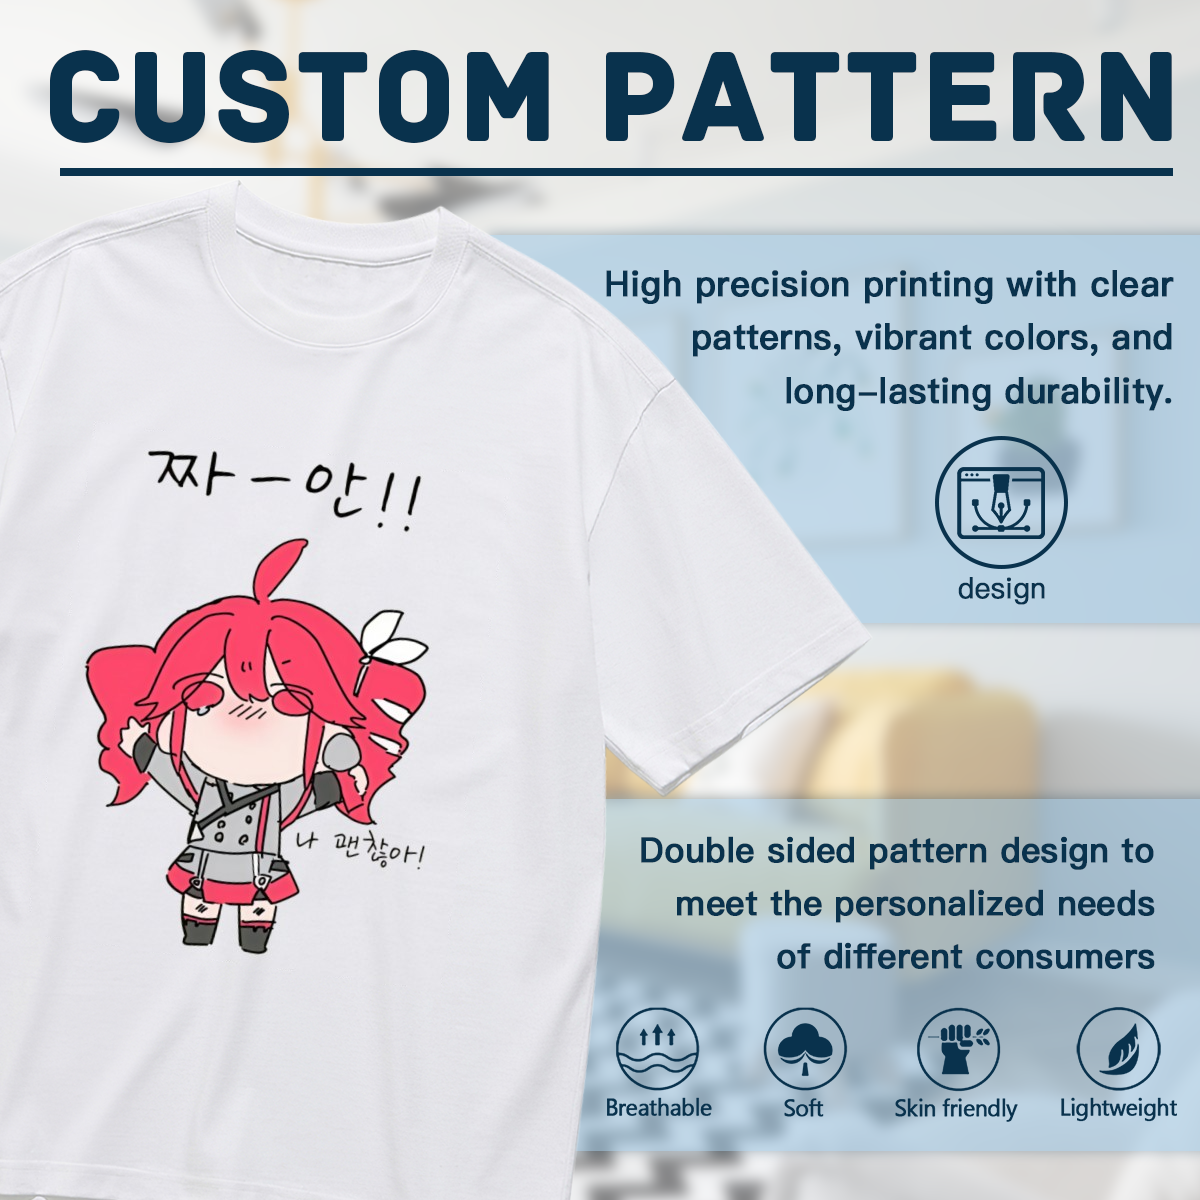 CUSTOM PATTERN
High precision printing with clear
patterns, vibrant colors, and
long-lasting durability.
design
짜-안!!
나 괜찮아!
Double sided pattern design to
meet the personalized needs
of different consumers
Breathable
Soft
Skin friendly
Lightweight